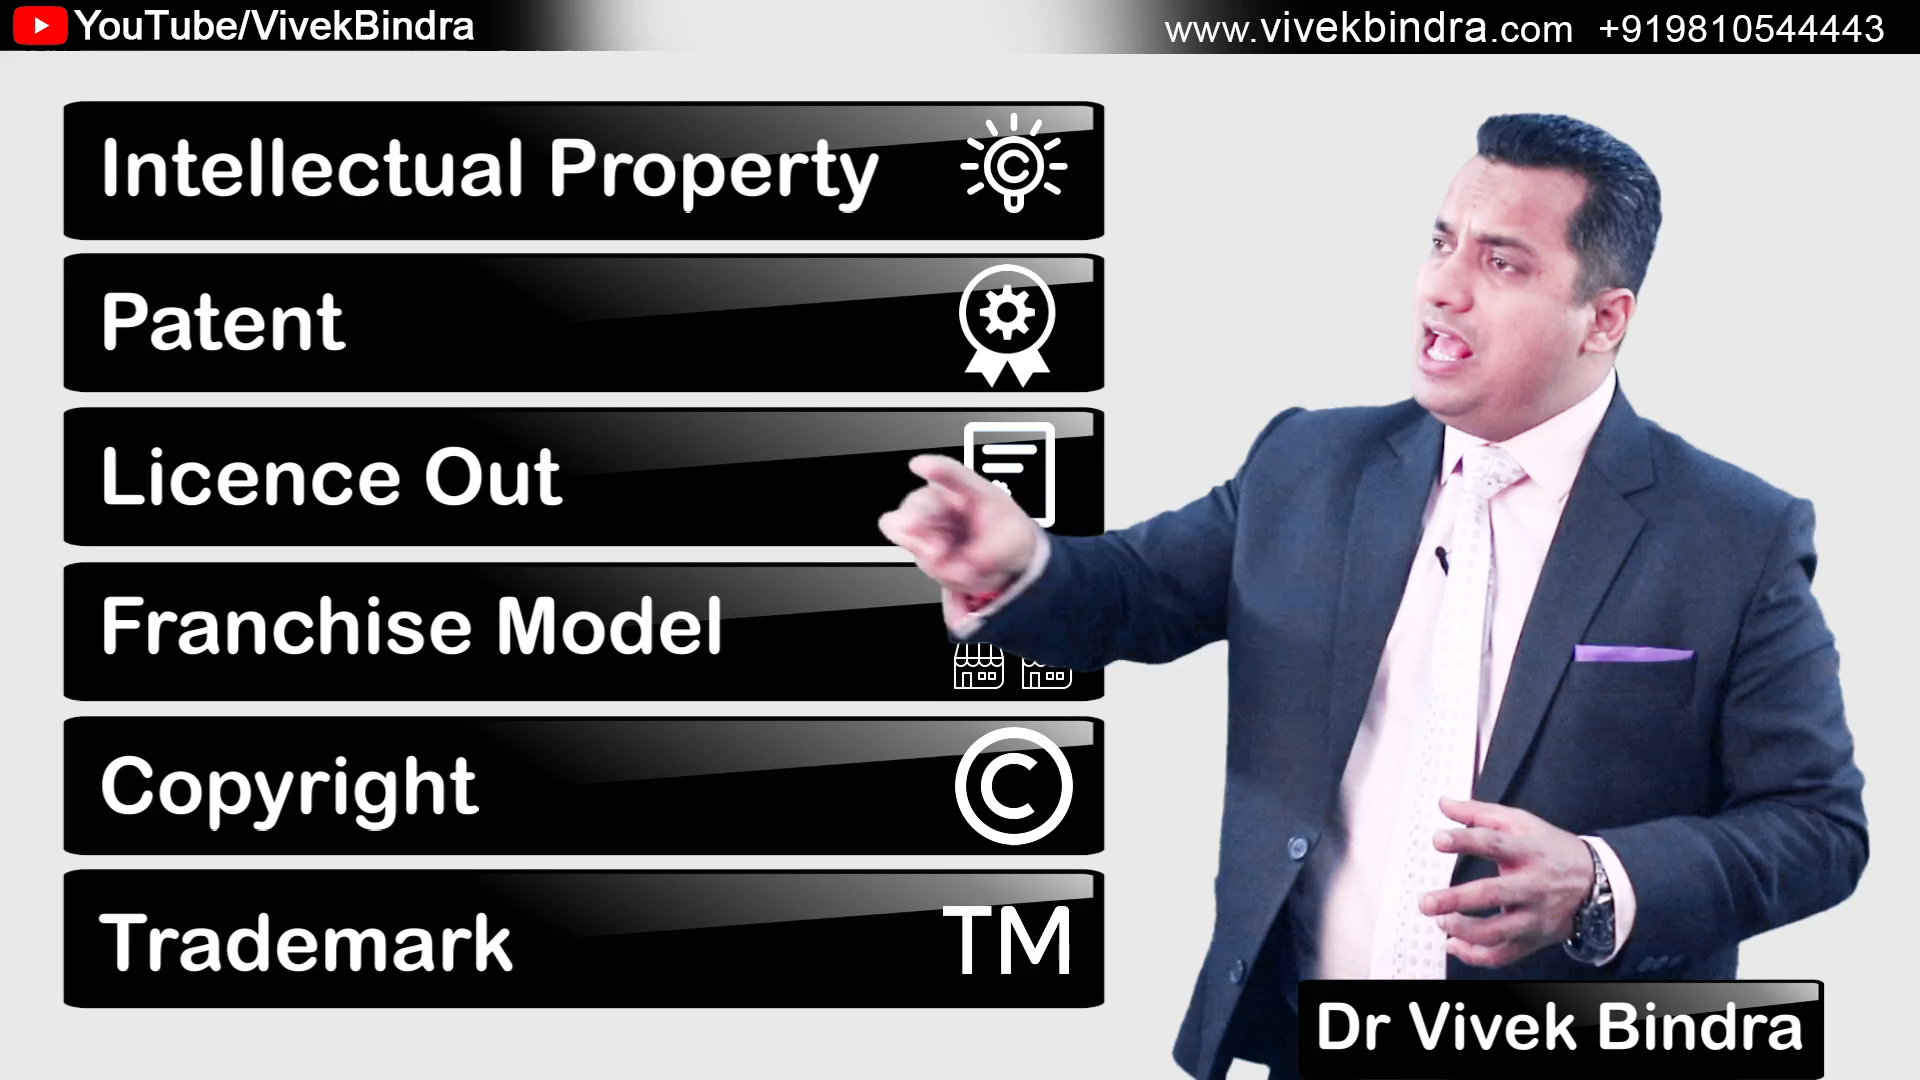 YouTube/VivekBindra
www.vivekbindra.com +919810544443
Intellectual Property
Patent
Licence Out
Franchise Model
Copyright
©
Trademark
TM
Dr Vivek Bindra